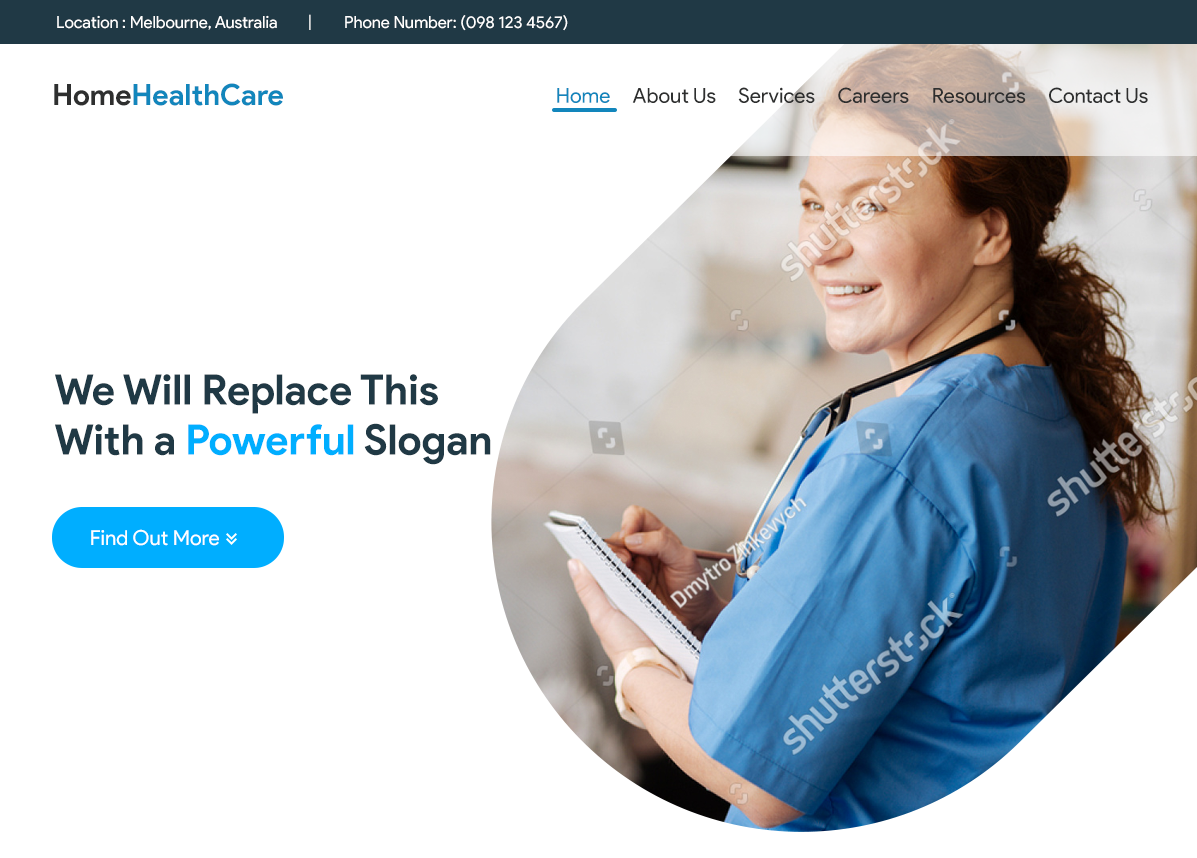 Location : Melbourne, Australia | Phone Number: (098 123 4567)
HomeHealthCare
Home About Us Services Careers Resources Contact Us
We Will Replace This
With a Powerful Slogan
Find Out More
shutterstock
shutterstock
Dmytro Zinkevych
shutterstock